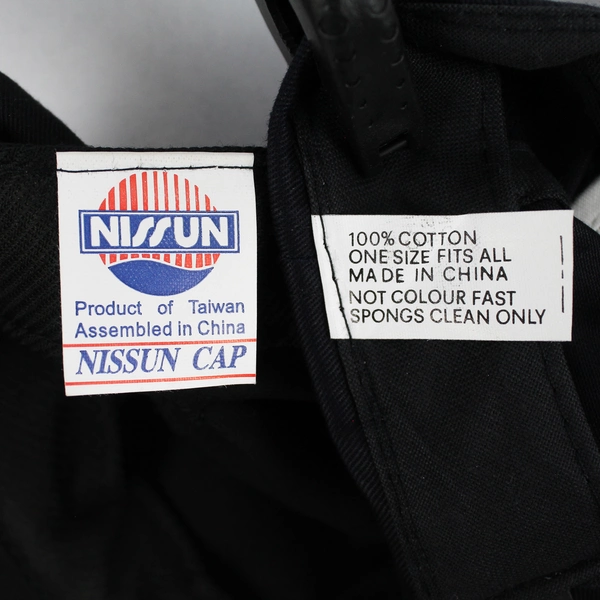 NISSUN
Product of Taiwan
Assembled in China
NISSUN CAP
100% COTTON
ONE SIZE FITS ALL
MADE IN CHINA
NOT COLOUR FAST
SPONGS CLEAN ONLY